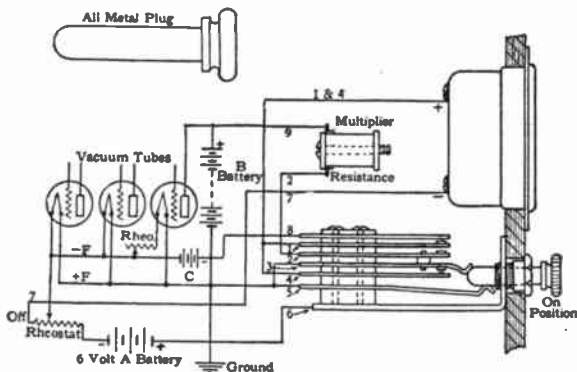 All Metal Plug
1 & 4
+
9
Multiplier
Vacuum Tubes
+
B
Battery
2
Resistance
7
−
Rheo.
8
−F
1
+F
C
3
4
5
7
Off
Rheostat
6
On
Position
- +
6 Volt A Battery
Ground